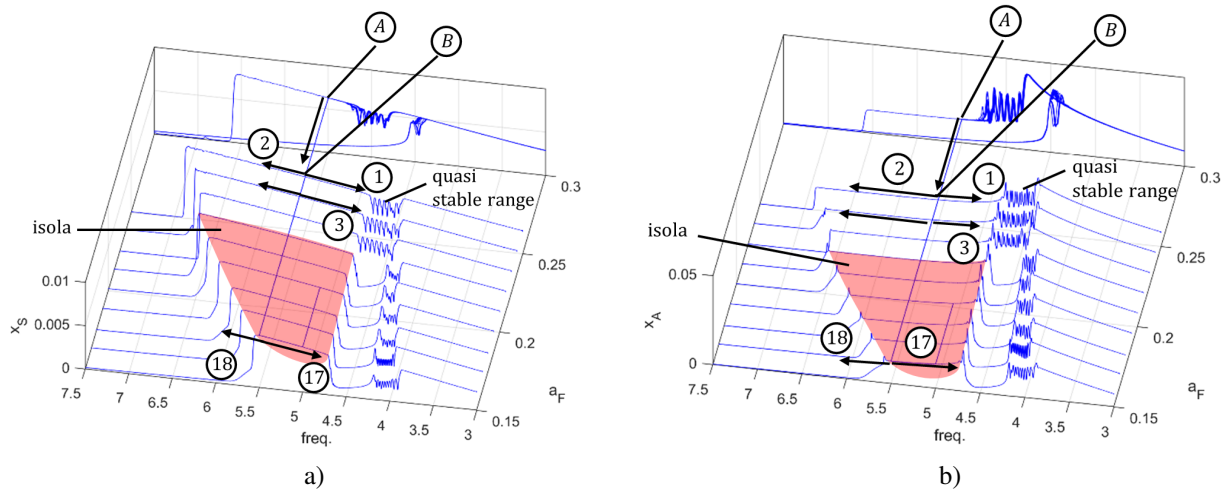 A
B
2
1
quasi
stable range
3
isola
0.3
0.25
0.2
0.15
0.01
0.005
0
x_S
18
17
7.5
7
6.5
6
5.5
5
4.5
4
3.5
3
freq.
a_F
a)
A
B
2
1
quasi
stable range
3
isola
0.3
0.25
0.2
0.15
0.05
0
x_A
18
17
7.5
7
6.5
6
5.5
5
4.5
4
3.5
3
freq.
a_F
b)